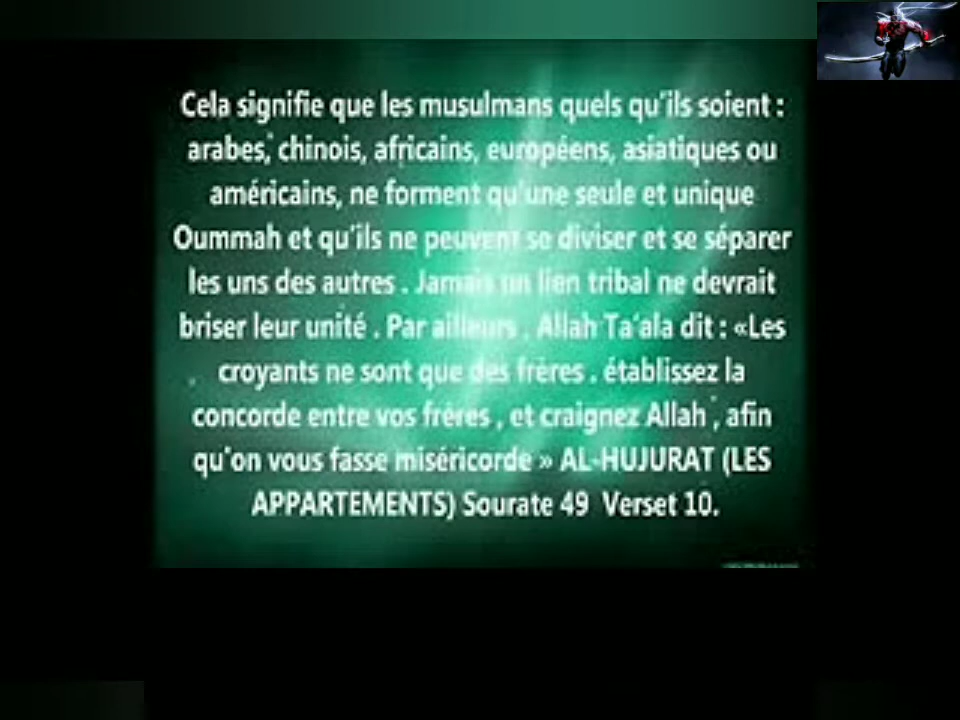 Cela signifie que les musulmans quels qu'ils soient :
arabes, chinois, africains, européens, asiatiques ou
américains, ne forment qu'une seule et unique
Oummah et qu'ils ne peuvent se diviser et se séparer
les uns des autres . Jamais un lien tribal ne devrait
briser leur unité . Par ailleurs , Allah Ta'ala dit : «Les
croyants ne sont que des frères . établissez la
concorde entre vos frères , et craignez Allah , afin
qu'on vous fasse miséricorde » AL-HUJURAT (LES
APPARTEMENTS) Sourate 49 Verset 10.